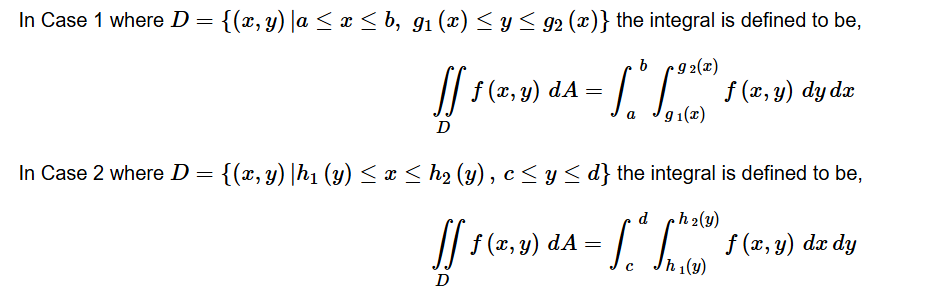 In Case 1 where D = {(x, y) |a ≤ x ≤ b, g₁ (x) ≤ y ≤ g₂ (x)} the integral is defined to be,
∬_D f (x, y) dA = ∫_a^b ∫_{g₁(x)}^{g₂(x)} f (x, y) dy dx
In Case 2 where D = {(x, y) |h₁ (y) ≤ x ≤ h₂ (y) , c ≤ y ≤ d} the integral is defined to be,
∬_D f (x, y) dA = ∫_c^d ∫_{h₁(y)}^{h₂(y)} f (x, y) dx dy